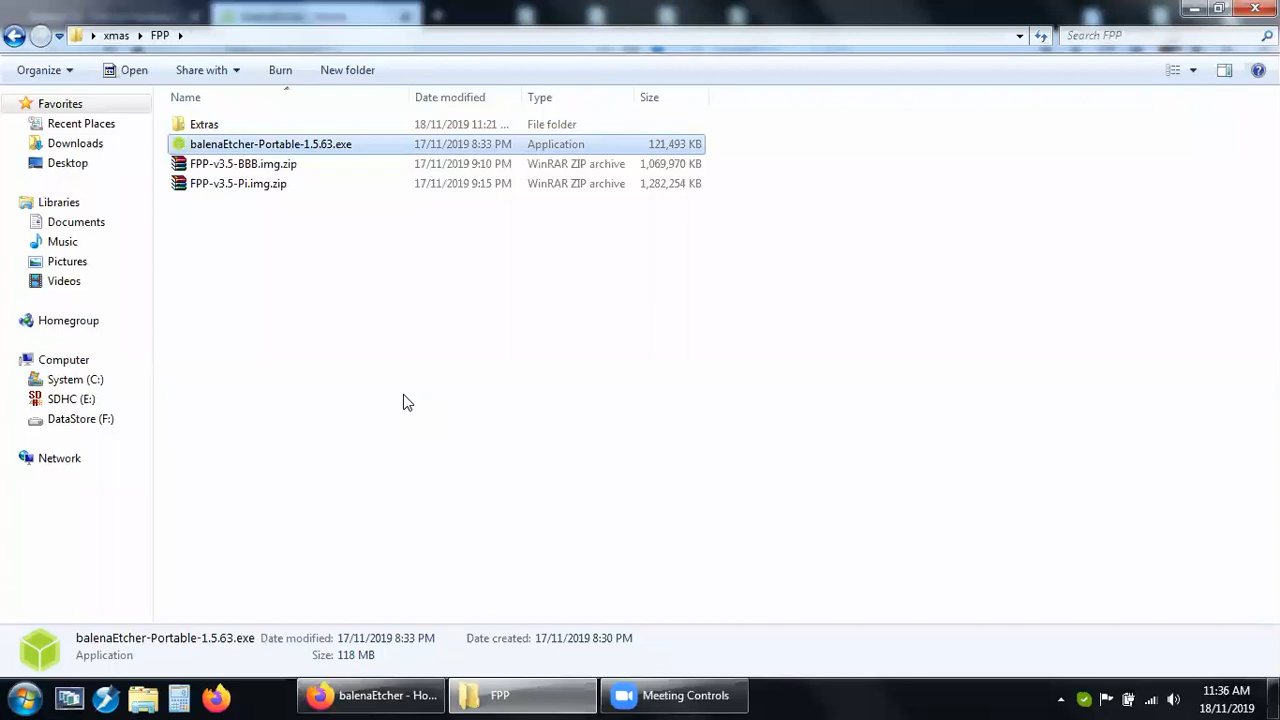 xmas FPP
Search FPP
Organize Open Share with Burn New folder
Name Date modified Type Size
Favorites
Recent Places
Downloads
Desktop
Libraries
Documents
Music
Pictures
Videos
Homegroup
Computer
System (C:)
SDHC (E:)
DataStore (F:)
Network
Extras 18/11/2019 11:21 ... File folder
balenaEtcher-Portable-1.5.63.exe 17/11/2019 8:33 PM Application 121,493 KB
FPP-v3.5-BBB.img.zip 17/11/2019 9:10 PM WinRAR ZIP archive 1,069,970 KB
FPP-v3.5-Pi.img.zip 17/11/2019 9:15 PM WinRAR ZIP archive 1,282,254 KB
balenaEtcher-Portable-1.5.63.exe Date modified: 17/11/2019 8:33 PM Date created: 17/11/2019 8:30 PM
Application Size: 118 MB
balenaEtcher - Ho... FPP Meeting Controls
11:36 AM
18/11/2019